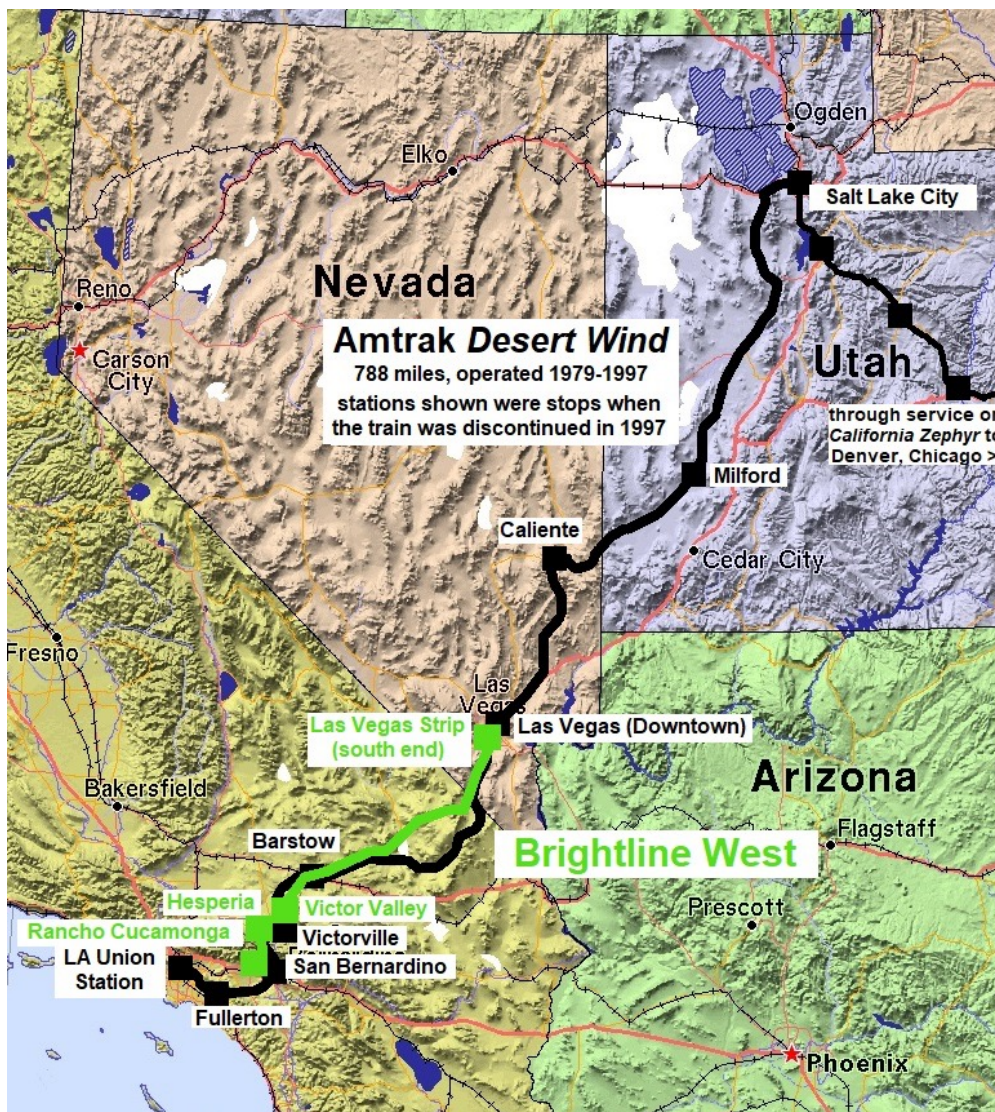 Ogden
Elko
Salt Lake City
Nevada
Reno
Carson
City
Amtrak Desert Wind
788 miles, operated 1979-1997
stations shown were stops when
the train was discontinued in 1997
Utah
through service on
California Zephyr to
Denver, Chicago >
Milford
Caliente
Cedar City
Fresno
Las
Vegas
Las Vegas Strip
(south end)
Las Vegas (Downtown)
Bakersfield
Arizona
Flagstaff
Barstow
Brightline West
Hesperia
Victor Valley
Prescott
Rancho Cucamonga
Victorville
LA Union
Station
San Bernardino
Fullerton
Phoenix